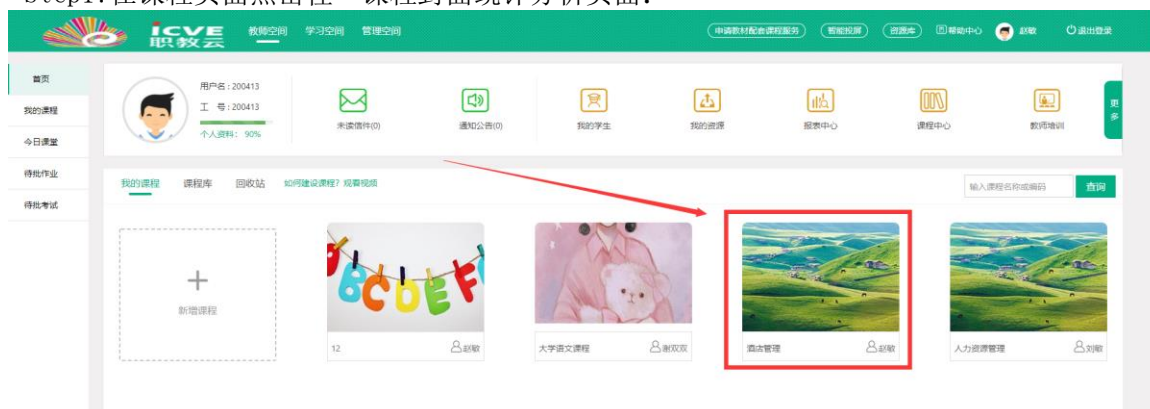 Step1:在课程页面点击任一课程封面统计分析页面.
icve
职教云
教师空间 学习空间 管理空间
申请教材配套课程服务 智能投屏 资源库 帮助中心 赵敏 退出登录
首页
我的课程
今日课堂
待批作业
待批考试
用户名:200413
工 号:200413
个人资料: 90%
未读信件(0) 通知公告(0) 我的学生 我的资源 报表中心 课程中心 教师培训
更多
我的课程 课程库 回收站 如何建设课程?观看视频
输入课程名称或编码 查询
新增课程
BCDEF
12 赵敏
大学语文课程 谢双双
酒店管理 赵敏
人力资源管理 刘敏